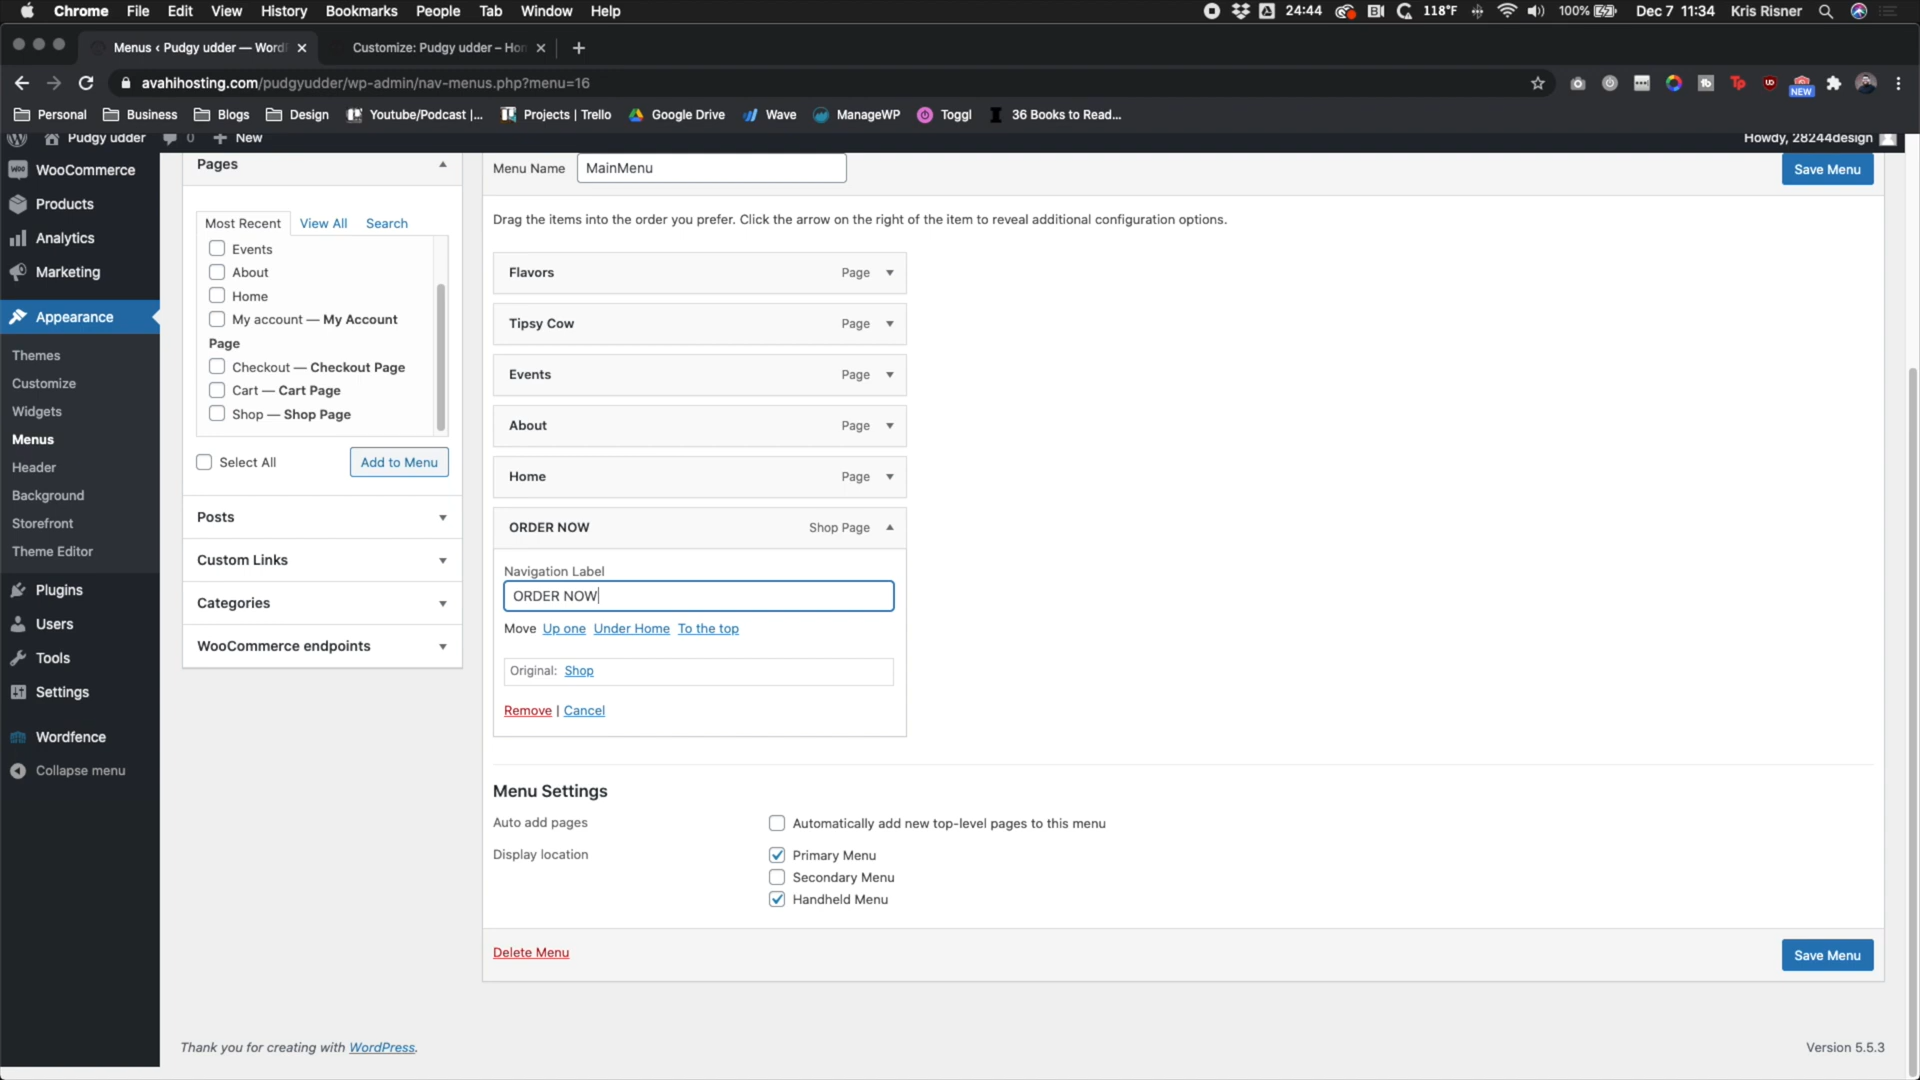 Chrome File Edit View History Bookmarks People Tab Window Help 24:44 118°F 100% Dec 7 11:34 Kris Risner
Menus ‹ Pudgy udder — Word
Customize: Pudgy udder – Hon
avahihosting.com/pudgyudder/wp-admin/nav-menus.php?menu=16
NEW
Personal Business Blogs Design Youtube/Podcast |... Projects | Trello Google Drive Wave ManageWP Toggl 36 Books to Read...
Pudgy udder 0 New Howdy, 28244design
WooCommerce
Products
Analytics
Marketing
Appearance
Themes
Customize
Widgets
Menus
Header
Background
Storefront
Theme Editor
Plugins
Users
Tools
Settings
Wordfence
Collapse menu
Pages
Most Recent View All Search
Events
About
Home
My account — My Account
Page
Checkout — Checkout Page
Cart — Cart Page
Shop — Shop Page
Select All Add to Menu
Posts
Custom Links
Categories
WooCommerce endpoints
Menu Name MainMenu Save Menu
Drag the items into the order you prefer. Click the arrow on the right of the item to reveal additional configuration options.
Flavors Page
Tipsy Cow Page
Events Page
About Page
Home Page
ORDER NOW Shop Page
Navigation Label
ORDER NOW
Move Up one Under Home To the top
Original: Shop
Remove | Cancel
Menu Settings
Auto add pages Automatically add new top-level pages to this menu
Display location Primary Menu
Secondary Menu
Handheld Menu
Delete Menu Save Menu
Thank you for creating with WordPress. Version 5.5.3